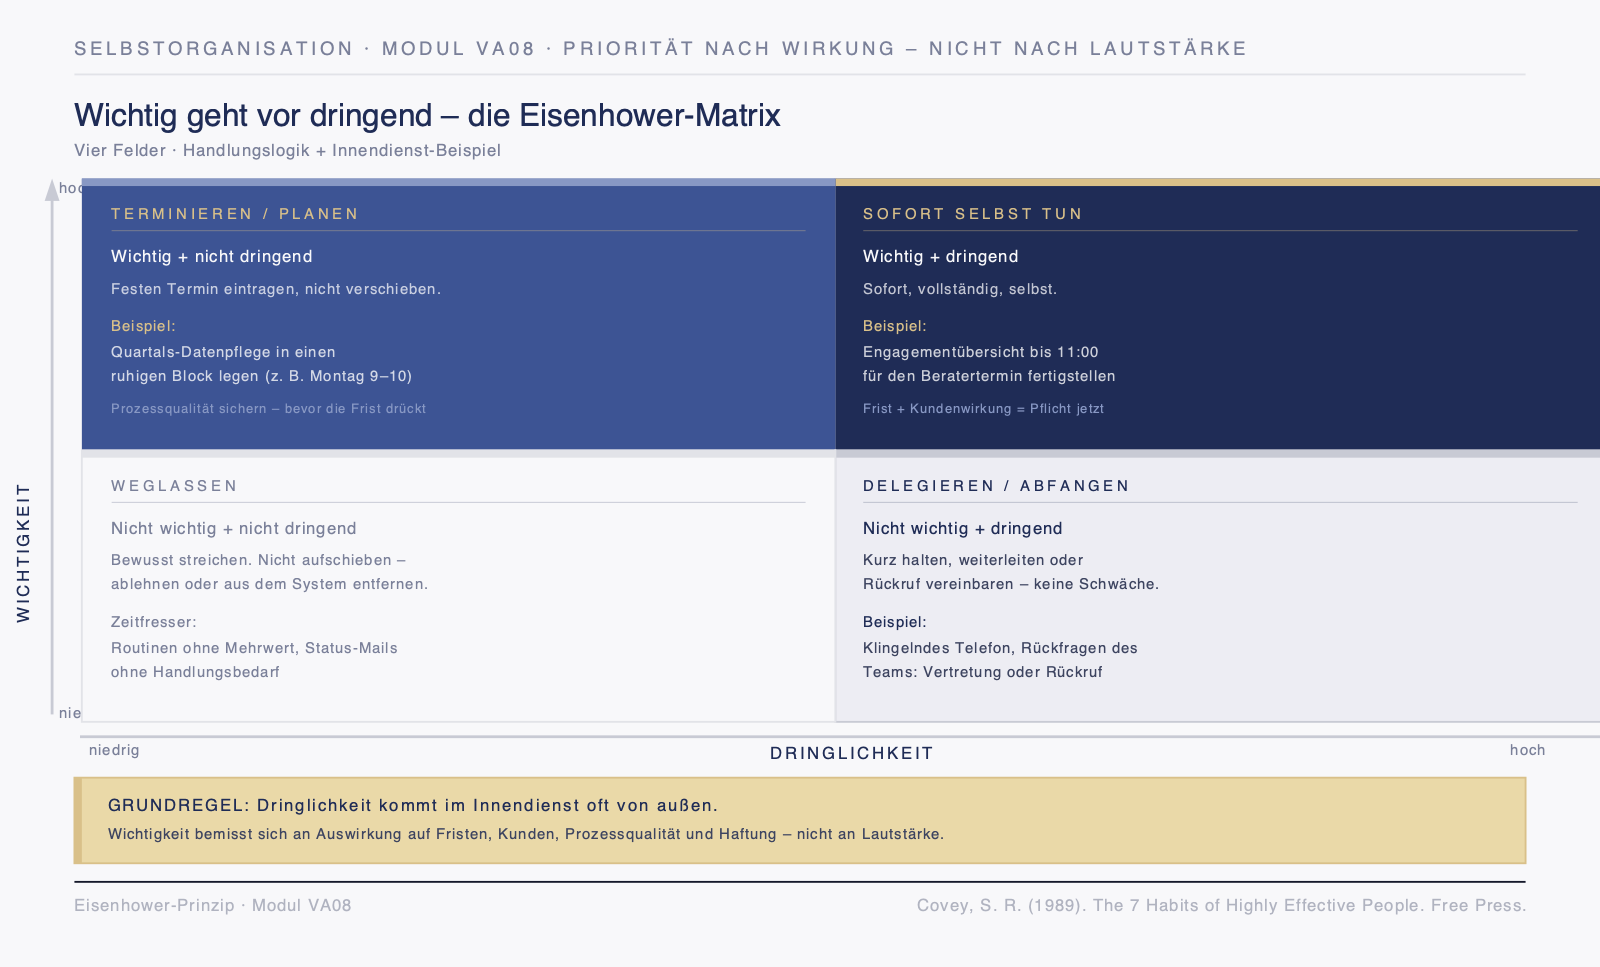 SELBSTORGANISATION · MODUL VA08 · PRIORITÄT NACH WIRKUNG – NICHT NACH LAUTSTÄRKE
Wichtig geht vor dringend – die Eisenhower-Matrix
Vier Felder · Handlungslogik + Innendienst-Beispiel
WICHTIGKEIT
hoc
nie
TERMINIEREN / PLANEN
Wichtig + nicht dringend
Festen Termin eintragen, nicht verschieben.
Beispiel:
Quartals-Datenpflege in einen
ruhigen Block legen (z. B. Montag 9–10)
Prozessqualität sichern – bevor die Frist drückt
SOFORT SELBST TUN
Wichtig + dringend
Sofort, vollständig, selbst.
Beispiel:
Engagementübersicht bis 11:00
für den Beratertermin fertigstellen
Frist + Kundenwirkung = Pflicht jetzt
WEGLASSEN
Nicht wichtig + nicht dringend
Bewusst streichen. Nicht aufschieben –
ablehnen oder aus dem System entfernen.
Zeitfresser:
Routinen ohne Mehrwert, Status-Mails
ohne Handlungsbedarf
DELEGIEREN / ABFANGEN
Nicht wichtig + dringend
Kurz halten, weiterleiten oder
Rückruf vereinbaren – keine Schwäche.
Beispiel:
Klingelndes Telefon, Rückfragen des
Teams: Vertretung oder Rückruf
niedrig
DRINGLICHKEIT
hoch
GRUNDREGEL: Dringlichkeit kommt im Innendienst oft von außen.
Wichtigkeit bemisst sich an Auswirkung auf Fristen, Kunden, Prozessqualität und Haftung – nicht an Lautstärke.
Eisenhower-Prinzip · Modul VA08
Covey, S. R. (1989). The 7 Habits of Highly Effective People. Free Press.